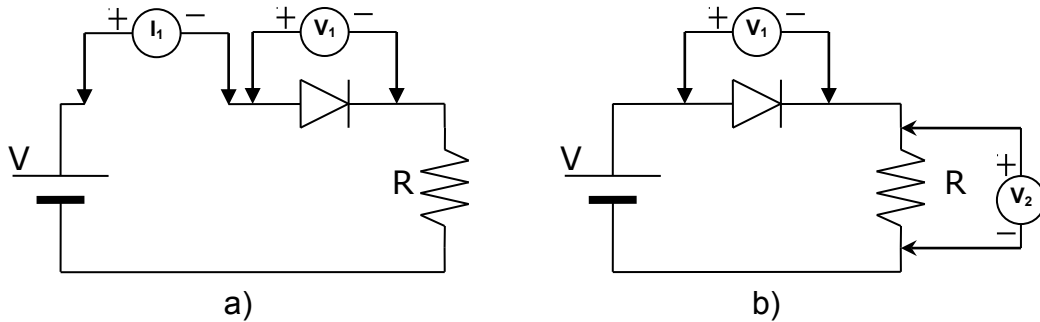 + I₁ −
+ V₁ −
V
R
a)
+ V₁ −
V
R
+
V₂
−
b)